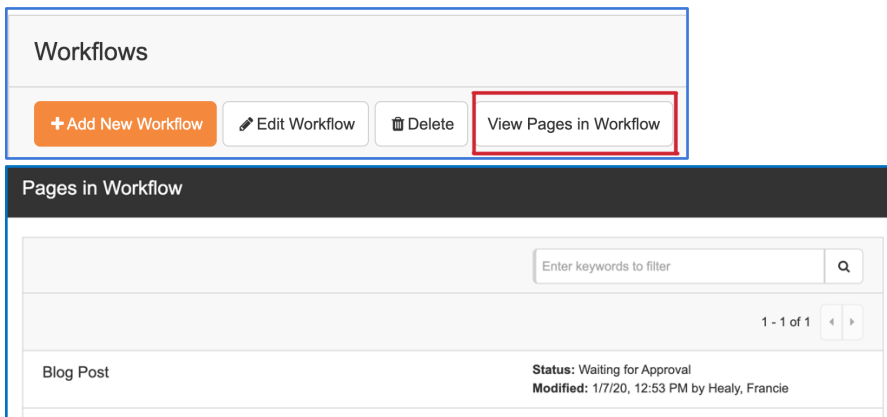 Workflows
+ Add New Workflow Edit Workflow Delete View Pages in Workflow
Pages in Workflow
Enter keywords to filter
1 - 1 of 1
Blog Post
Status: Waiting for Approval
Modified: 1/7/20, 12:53 PM by Healy, Francie